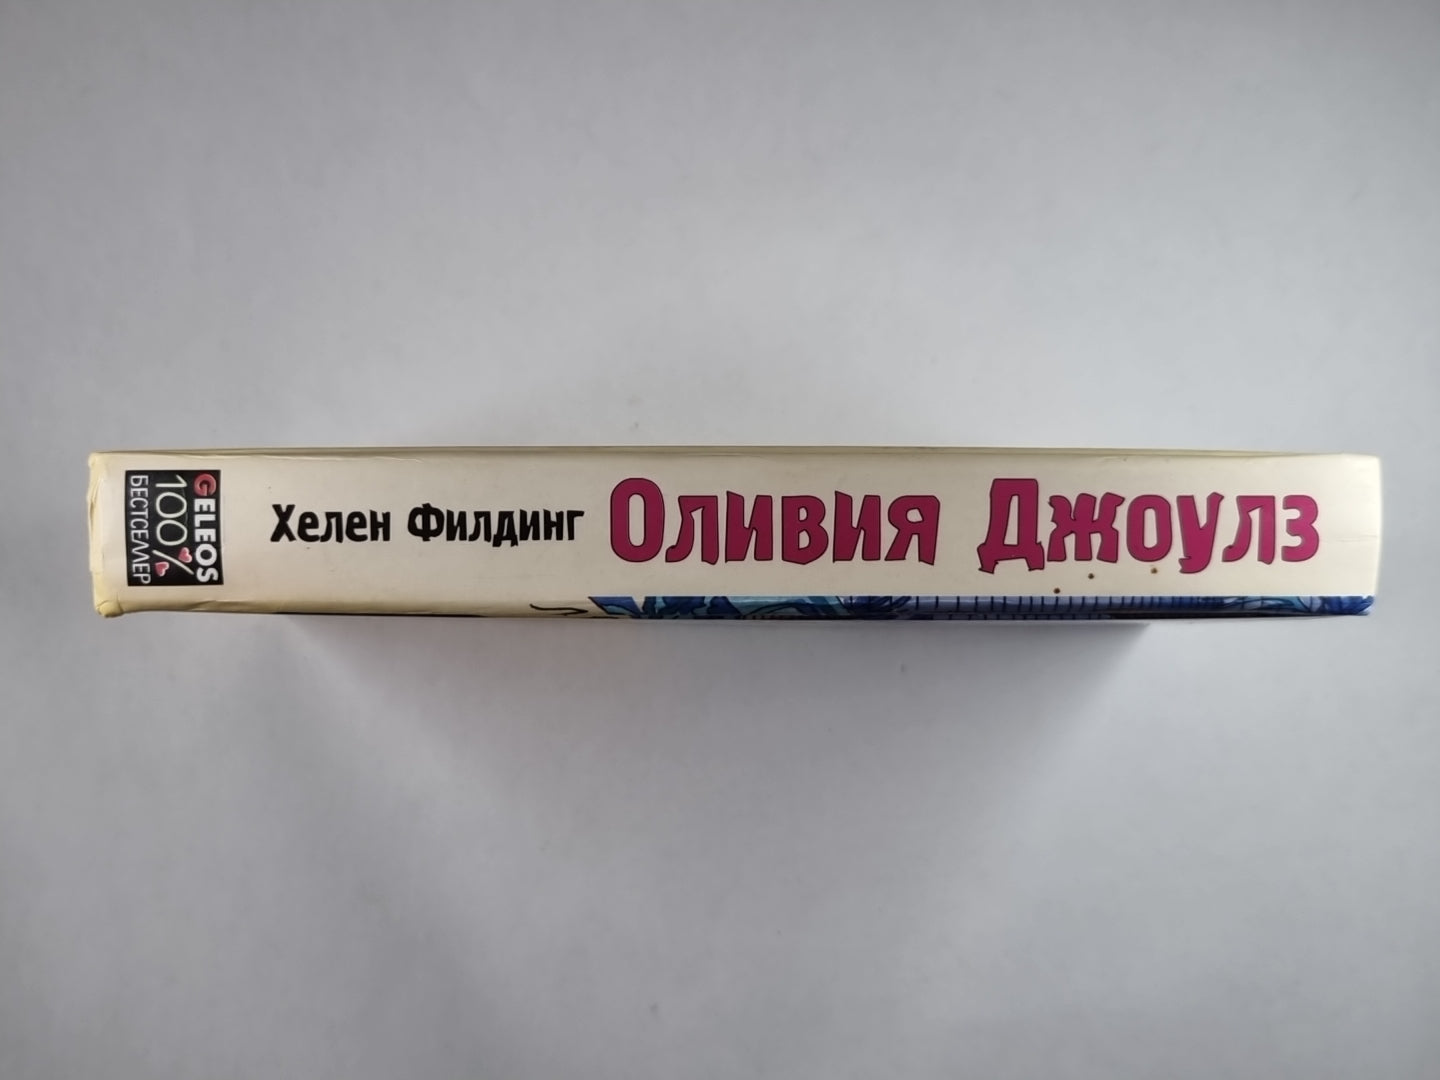 GELEOS
100%
БЕСТСЕЛЛЕР
Хелен Филдинг
Оливия Джоулз